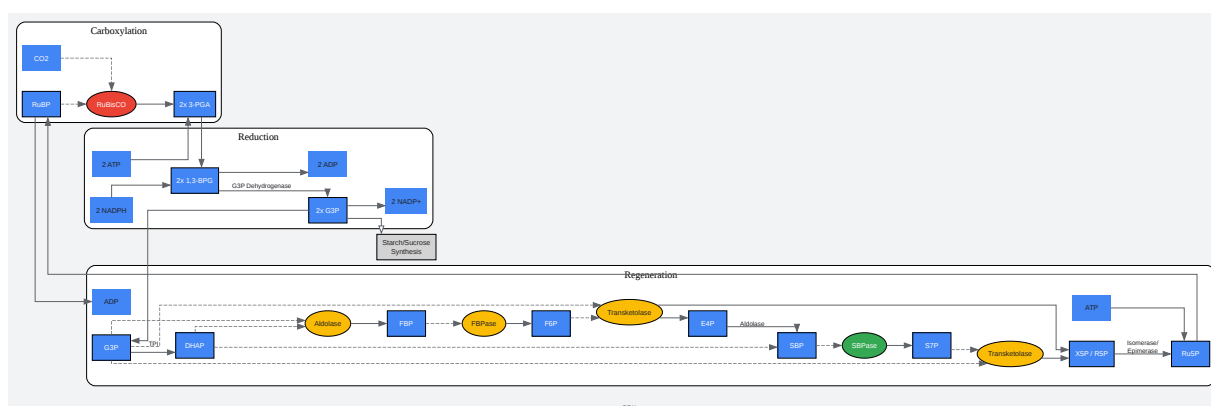 Carboxylation
CO2
RuBP
RuBisCO
2x 3-PGA
Reduction
2 ATP
2 ADP
2x 1,3-BPG
G3P Dehydrogenase
2 NADPH
2x G3P
2 NADP+
Starch/Sucrose
Synthesis
Regeneration
ADP
ATP
Aldolase
FBP
FBPase
F6P
Transketolase
E4P
Aldolase
G3P
TPI
DHAP
SBP
SBPase
S7P
Transketolase
X5P / R5P
Isomerase/
Epimerase
Ru5P